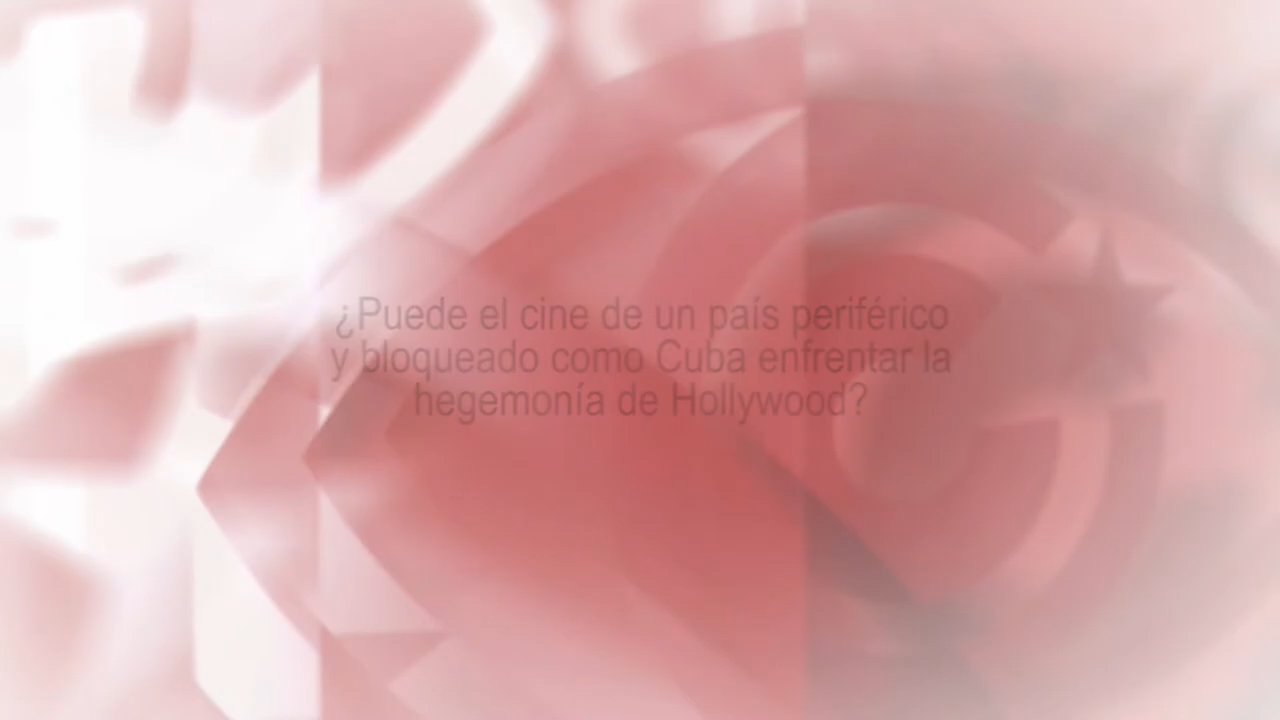 ¿Puede el cine de un país periférico
y bloqueado como Cuba enfrentar la
hegemonía de Hollywood?